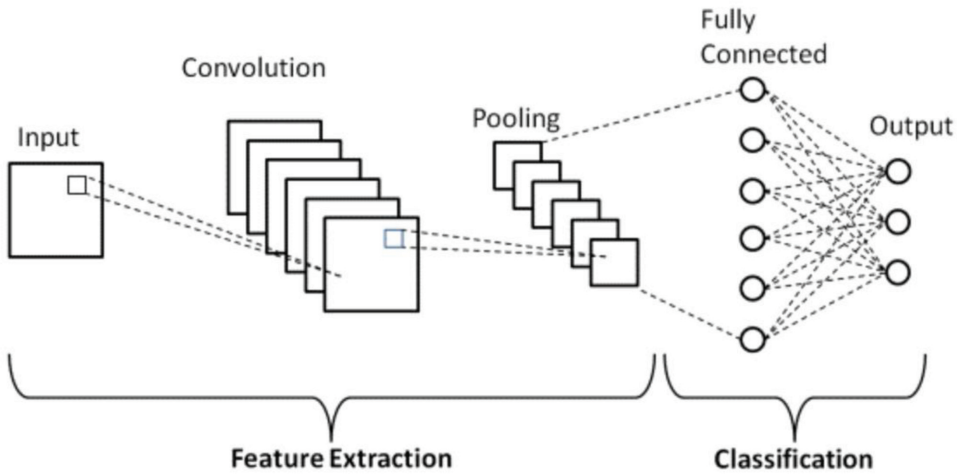 Input
Convolution
Pooling
Fully
Connected
Output
Feature Extraction
Classification